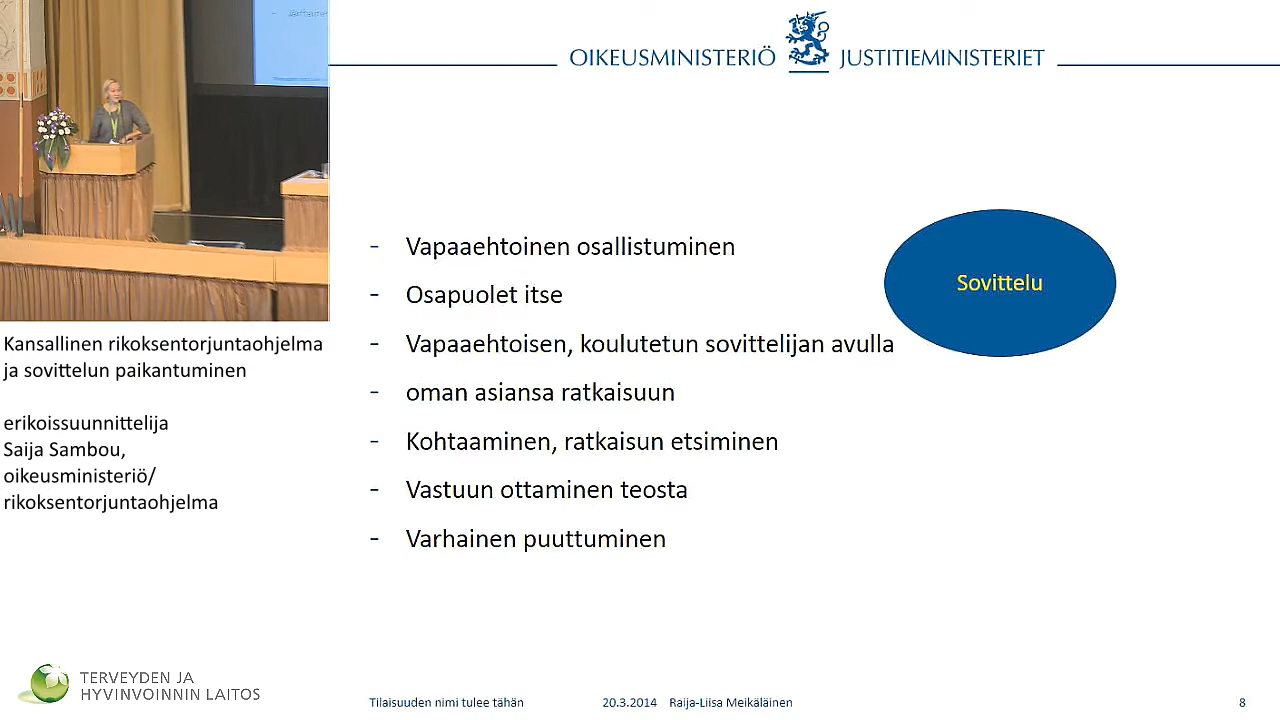 OIKEUSMINISTERIÖ JUSTITIEMINISTERIET
- Vapaaehtoinen osallistuminen
- Osapuolet itse
- Vapaaehtoisen, koulutetun sovittelijan avulla
- oman asiansa ratkaisuun
- Kohtaaminen, ratkaisun etsiminen
- Vastuun ottaminen teosta
- Varhainen puuttuminen
Sovittelu
Kansallinen rikoksentorjuntaohjelma
ja sovittelun paikantuminen
erikoissuunnittelija
Saija Sambou,
oikeusministeriö/
rikoksentorjuntaohjelma
TERVEYDEN JA
HYVINVOINNIN LAITOS
Tilaisuuden nimi tulee tähän 20.3.2014 Raija-Liisa Meikäläinen 8